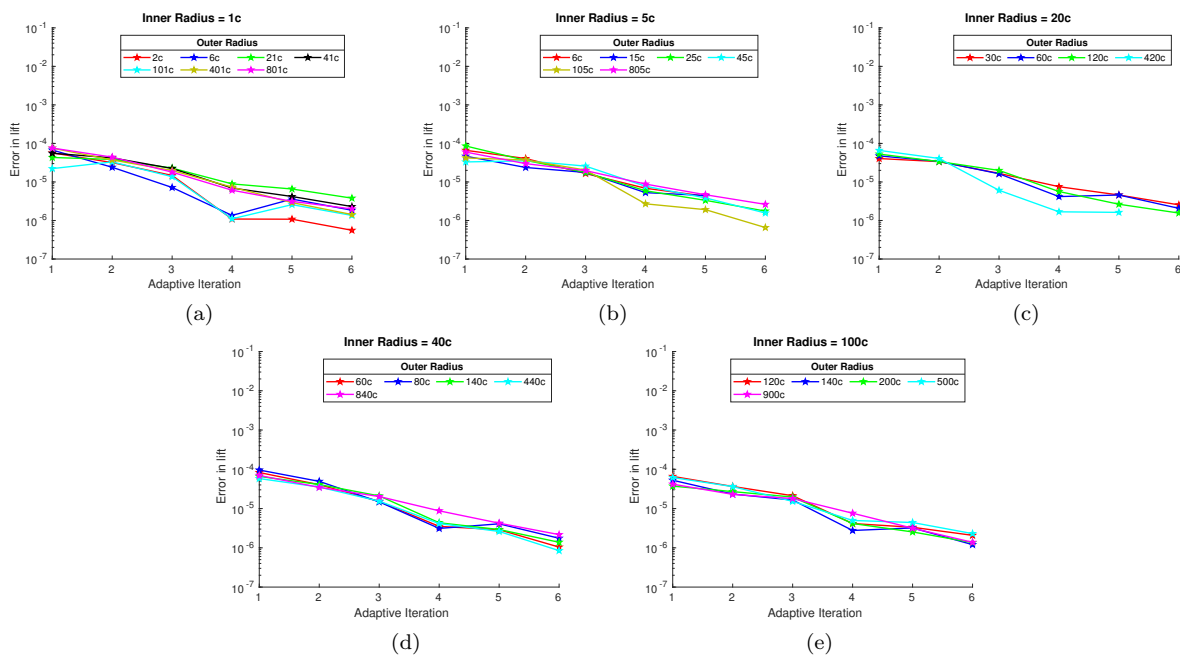 Inner Radius = 1c
Outer Radius
2c 6c 21c 41c
101c 401c 801c
10^-1
10^-2
10^-3
10^-4
10^-5
10^-6
10^-7
Error in lift
1 2 3 4 5 6
Adaptive Iteration
(a)
Inner Radius = 5c
Outer Radius
6c 15c 25c 45c
105c 805c
10^-1
10^-2
10^-3
10^-4
10^-5
10^-6
10^-7
Error in lift
1 2 3 4 5 6
Adaptive Iteration
(b)
Inner Radius = 20c
Outer Radius
30c 60c 120c 420c
10^-1
10^-2
10^-3
10^-4
10^-5
10^-6
10^-7
Error in lift
1 2 3 4 5 6
Adaptive Iteration
(c)
Inner Radius = 40c
Outer Radius
60c 80c 140c 440c
840c
10^-1
10^-2
10^-3
10^-4
10^-5
10^-6
10^-7
Error in lift
1 2 3 4 5 6
Adaptive Iteration
(d)
Inner Radius = 100c
Outer Radius
120c 140c 200c 500c
900c
10^-1
10^-2
10^-3
10^-4
10^-5
10^-6
10^-7
Error in lift
1 2 3 4 5 6
Adaptive Iteration
(e)